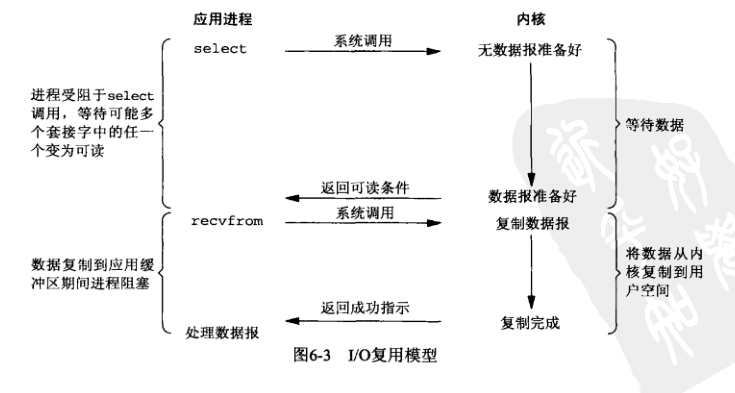 应用进程
内核
select
系统调用
无数据报准备好
进程受阻于select
调用，等待可能多
个套接字中的任一
个变为可读
等待数据
返回可读条件
数据报准备好
recvfrom
系统调用
复制数据报
数据复制到应用缓
冲区期间进程阻塞
将数据从内
核复制到用
户空间
返回成功指示
处理数据报
复制完成
图6-3 I/O复用模型